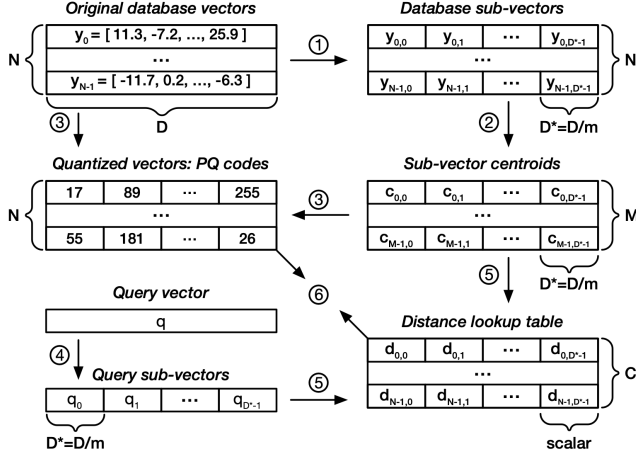 Original database vectors
y0 = [ 11.3, -7.2, ..., 25.9 ]
N
...
yN-1 = [ -11.7, 0.2, ..., -6.3 ]
D
①
Database sub-vectors
y0,0 y0,1 ... y0,D*-1
...
N
yN-1,0 yN-1,1 ... yN-1,D*-1
D*=D/m
③
②
Quantized vectors: PQ codes
17 89 ... 255
N
...
55 181 ... 26
③
Sub-vector centroids
c0,0 c0,1 ... c0,D*-1
...
M
cM-1,0 cM-1,1 ... cM-1,D*-1
D*=D/m
⑤
⑥
Query vector
q
④
Query sub-vectors
q0 q1 ... qD*-1
D*=D/m
⑤
Distance lookup table
d0,0 d0,1 ... d0,D*-1
...
C
dN-1,0 dN-1,1 ... dN-1,D*-1
scalar